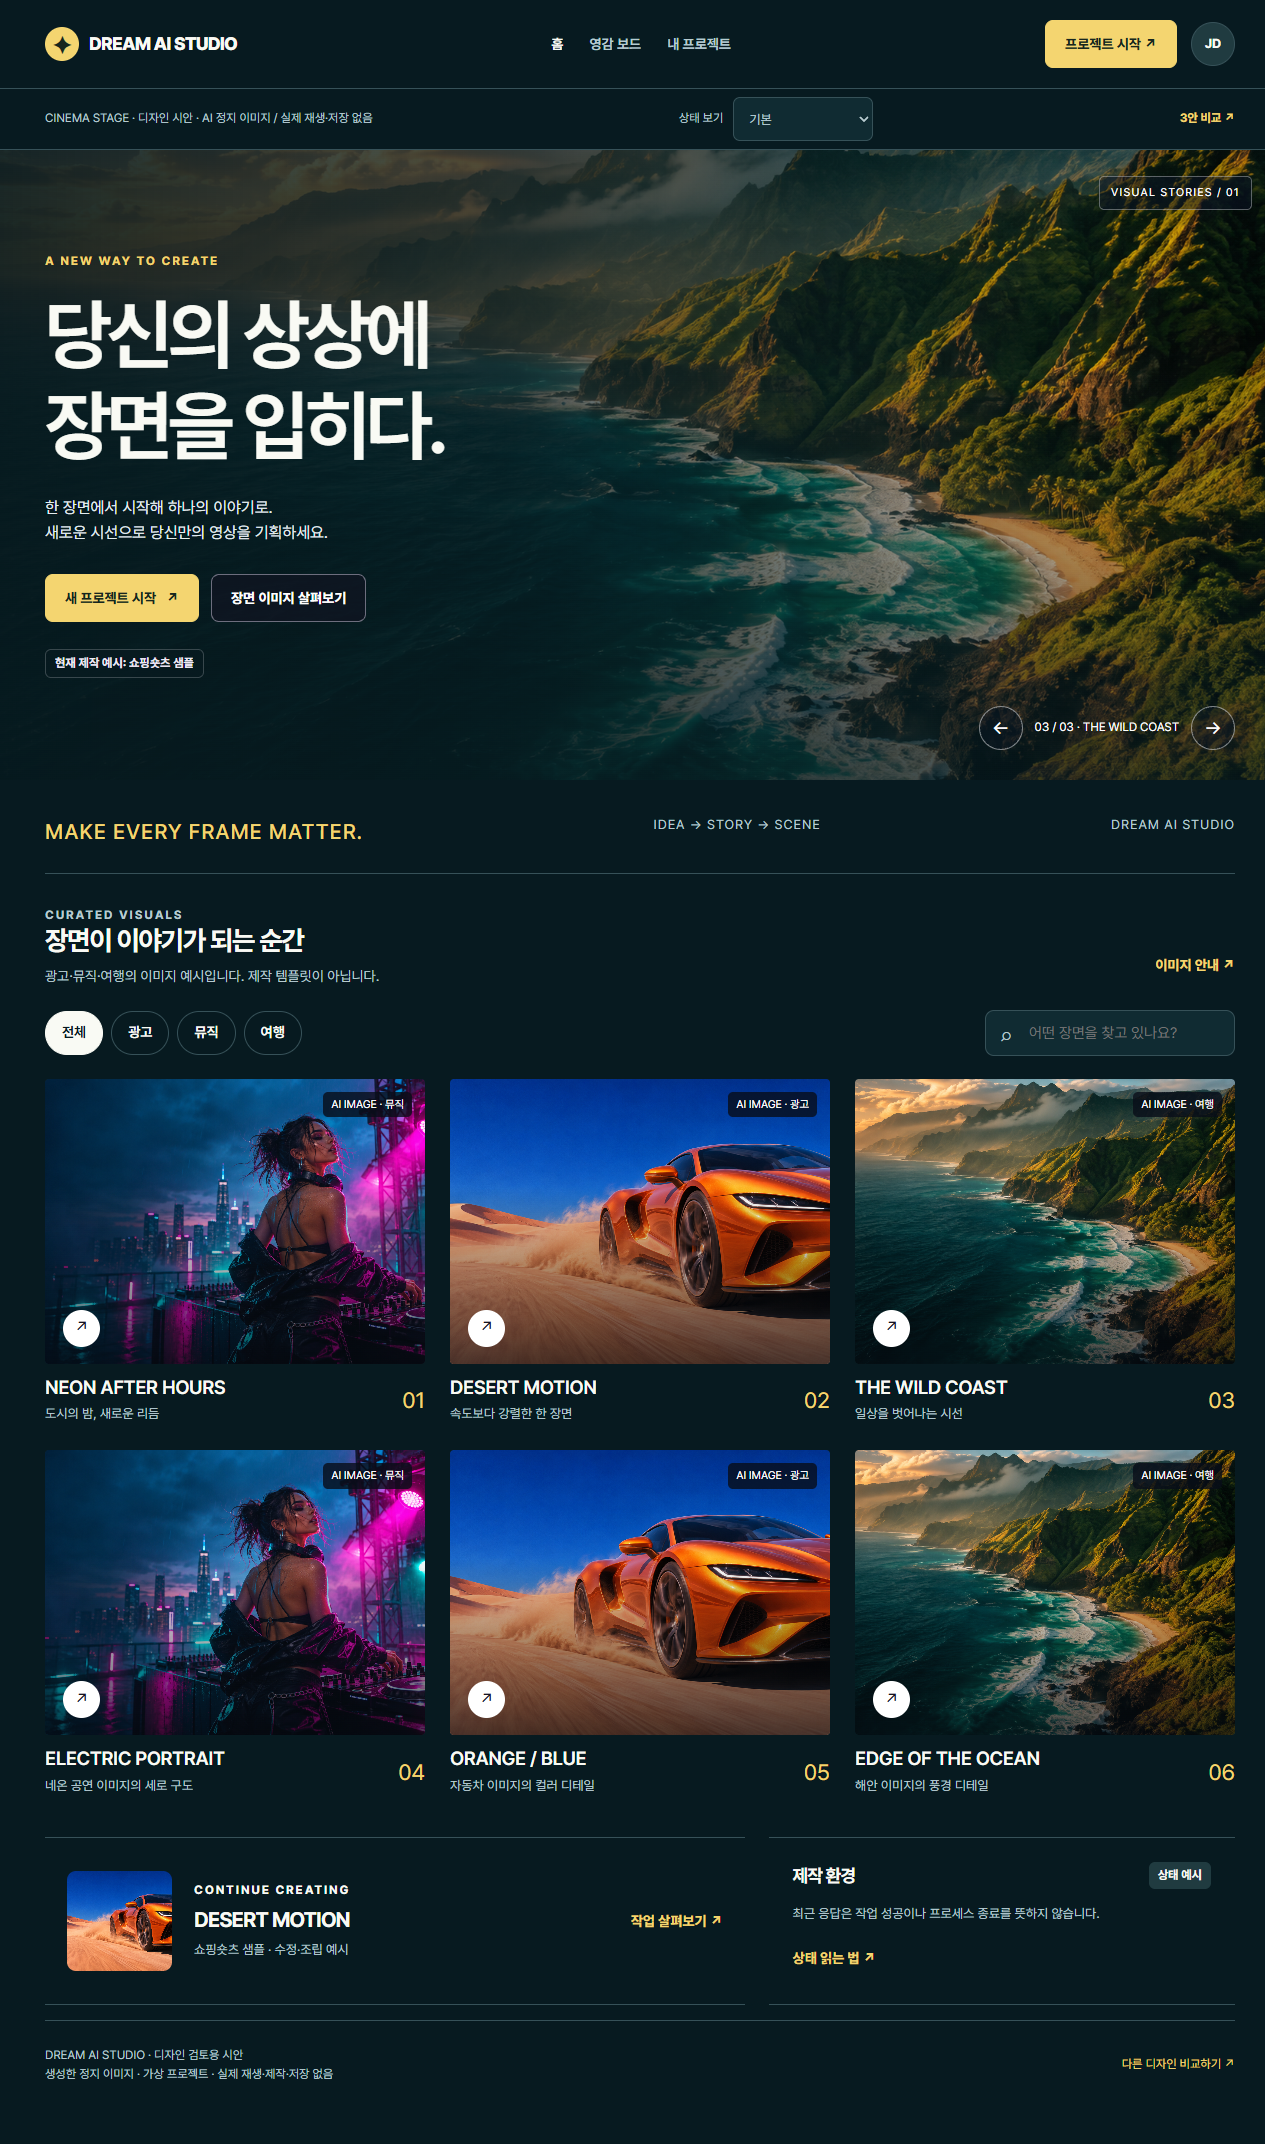 DREAM AI STUDIO
홈
영감 보드
내 프로젝트
프로젝트 시작 ↗
JD
CINEMA STAGE · 디자인 시안 · AI 정지 이미지 / 실제 재생·저장 없음
상태 보기
기본
3안 비교 ↗
VISUAL STORIES / 01
A NEW WAY TO CREATE
당신의 상상에
장면을 입히다.
한 장면에서 시작해 하나의 이야기로.
새로운 시선으로 당신만의 영상을 기획하세요.
새 프로젝트 시작 ↗
장면 이미지 살펴보기
현재 제작 예시: 쇼핑숏츠 샘플
← 03 / 03 · THE WILD COAST →
MAKE EVERY FRAME MATTER.
IDEA → STORY → SCENE
DREAM AI STUDIO
CURATED VISUALS
장면이 이야기가 되는 순간
광고·뮤직·여행의 이미지 예시입니다. 제작 템플릿이 아닙니다.
이미지 안내 ↗
전체
광고
뮤직
여행
어떤 장면을 찾고 있나요?
AI IMAGE · 뮤직
AI IMAGE · 광고
AI IMAGE · 여행
↗
↗
↗
NEON AFTER HOURS
도시의 밤, 새로운 리듬
01
DESERT MOTION
속도보다 강렬한 한 장면
02
THE WILD COAST
일상을 벗어나는 시선
03
AI IMAGE · 뮤직
AI IMAGE · 광고
AI IMAGE · 여행
↗
↗
↗
ELECTRIC PORTRAIT
네온 공연 이미지의 세로 구도
04
ORANGE / BLUE
자동차 이미지의 컬러 디테일
05
EDGE OF THE OCEAN
해안 이미지의 풍경 디테일
06
CONTINUE CREATING
DESERT MOTION
쇼핑숏츠 샘플 · 수정·조립 예시
작업 살펴보기 ↗
제작 환경
상태 예시
최근 응답은 작업 성공이나 프로세스 종료를 뜻하지 않습니다.
상태 읽는 법 ↗
DREAM AI STUDIO · 디자인 검토용 시안
생성한 정지 이미지 · 가상 프로젝트 · 실제 재생·제작·저장 없음
다른 디자인 비교하기 ↗